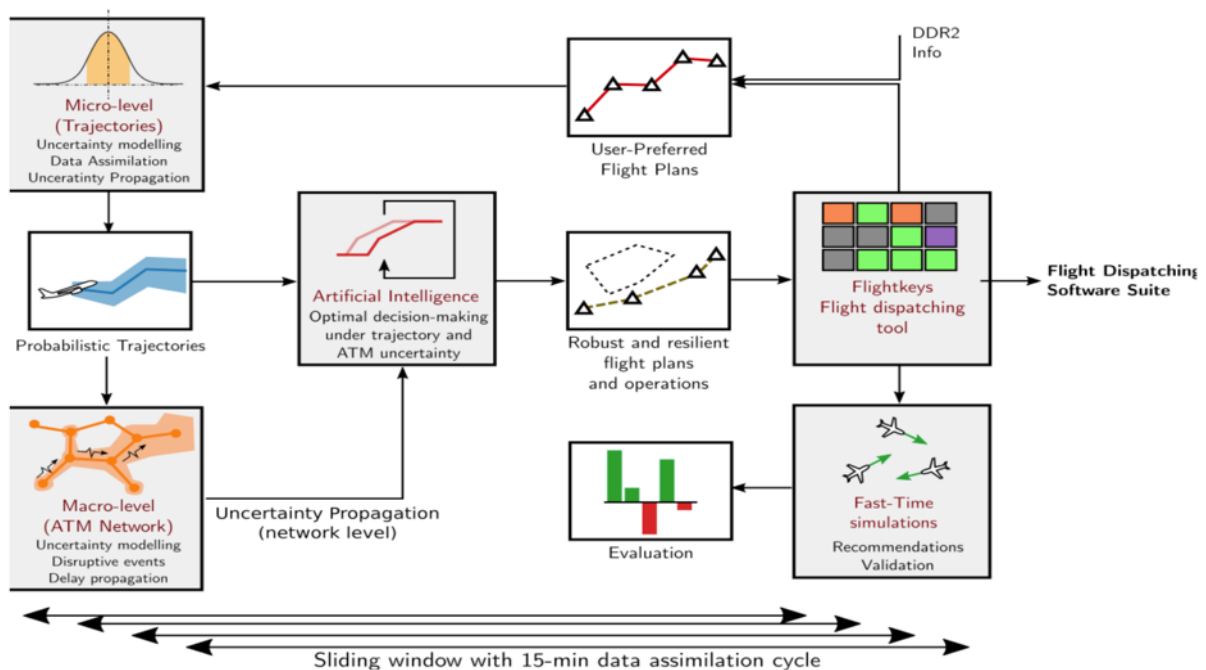 DDR2
Info
Micro-level
(Trajectories)
Uncertainty modelling
Data Assimilation
Unceratinty Propagation
User-Preferred
Flight Plans
Probabilistic Trajectories
Artificial Intelligence
Optimal decision-making
under trajectory and
ATM uncertainty
Robust and resilient
flight plans
and operations
Flightkeys
Flight dispatching
tool
Flight Dispatching
Software Suite
Macro-level
(ATM Network)
Uncertainty modelling
Disruptive events
Delay propagation
Uncertainty Propagation
(network level)
Evaluation
Fast-Time
simulations
Recommendations
Validation
Sliding window with 15-min data assimilation cycle